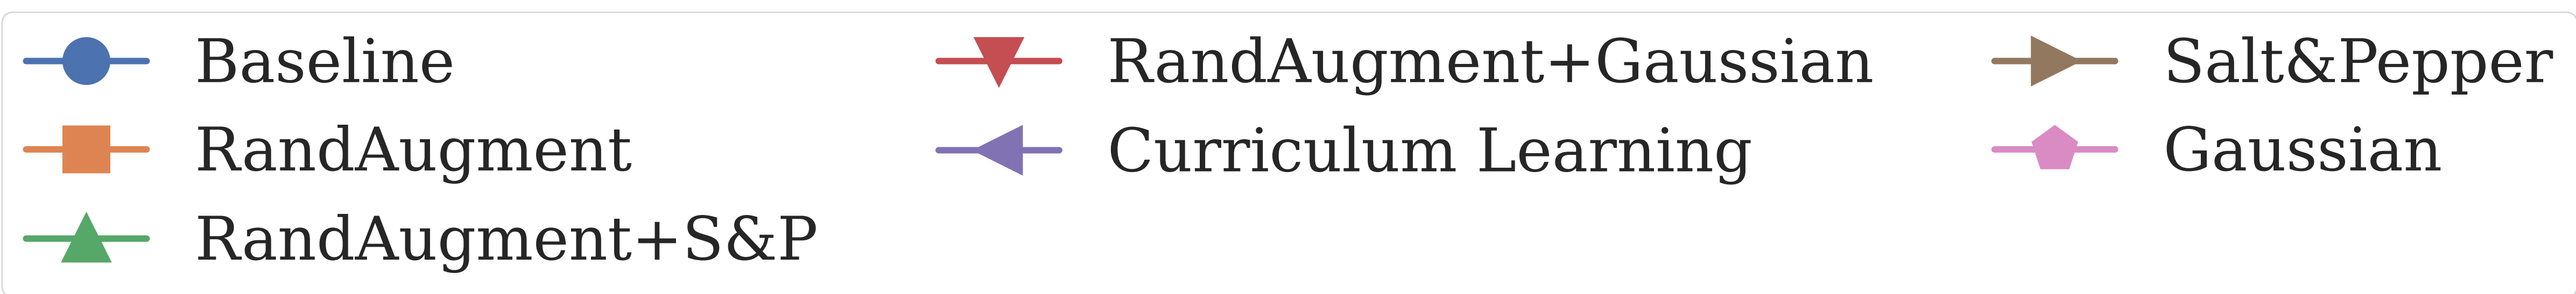 Baseline
RandAugment
RandAugment+S&P
RandAugment+Gaussian
Curriculum Learning
Salt&Pepper
Gaussian